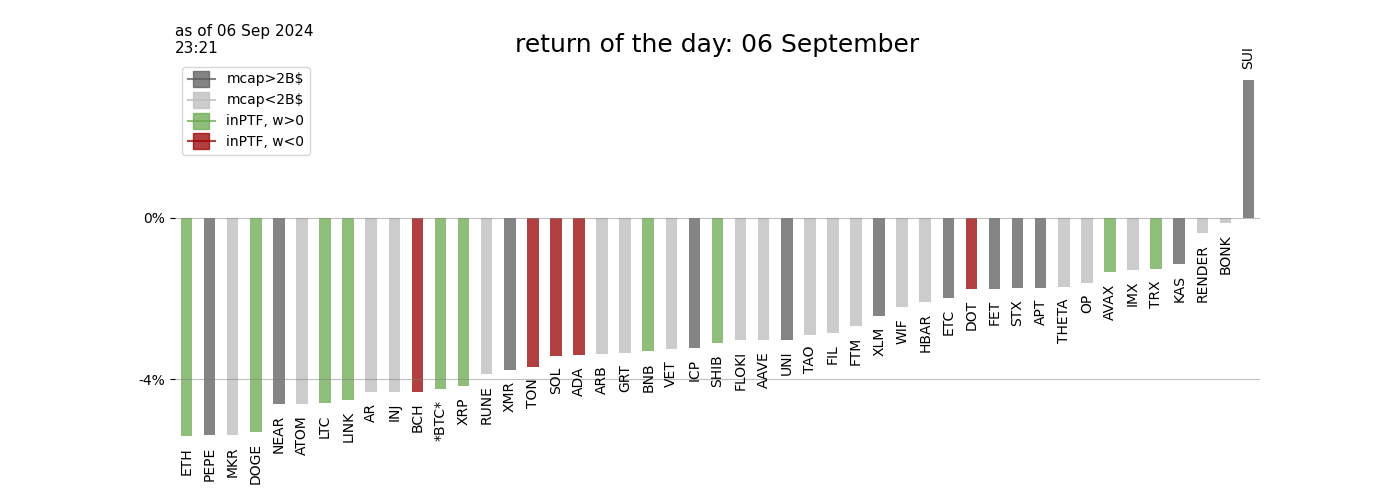 as of 06 Sep 2024
23:21
return of the day: 06 September
mcap>2B$
mcap<2B$
inPTF, w>0
inPTF, w<0
0%
-4%
ETH
PEPE
MKR
DOGE
NEAR
ATOM
LTC
LINK
AR
INJ
BCH
*BTC*
XRP
RUNE
XMR
TON
SOL
ADA
ARB
GRT
BNB
VET
ICP
SHIB
FLOKI
AAVE
UNI
TAO
FIL
FTM
XLM
WIF
HBAR
ETC
DOT
FET
STX
APT
THETA
OP
AVAX
IMX
TRX
KAS
RENDER
BONK
SUI